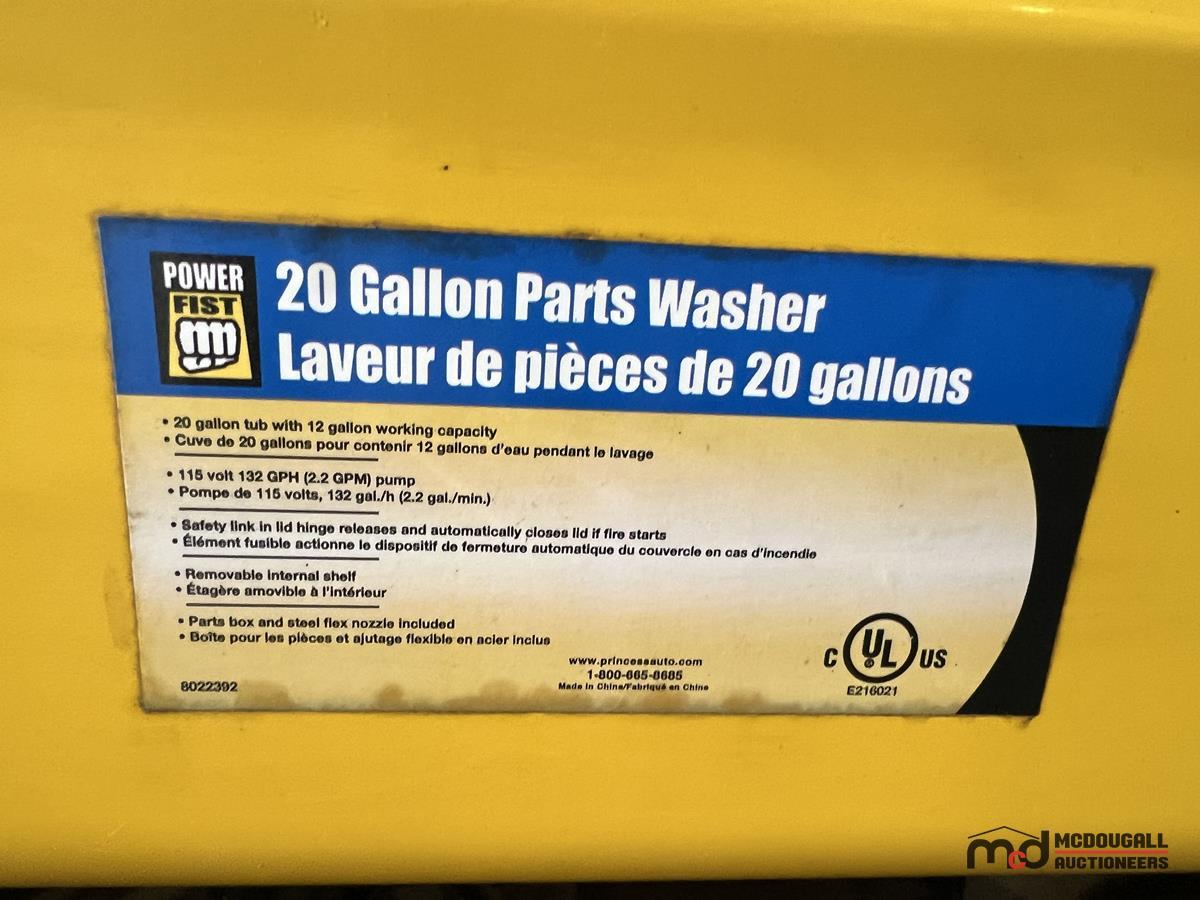 POWER
FIST
20 Gallon Parts Washer
Laveur de pièces de 20 gallons
• 20 gallon tub with 12 gallon working capacity
• Cuve de 20 gallons pour contenir 12 gallons d'eau pendant le lavage
• 115 volt 132 GPH (2.2 GPM) pump
• Pompe de 115 volts, 132 gal./h (2.2 gal./min.)
• Safety link in lid hinge releases and automatically closes lid if fire starts
• Élément fusible actionne le dispositif de fermeture automatique du couvercle en cas d'incendie
• Removable internal shelf
• Étagère amovible à l'intérieur
• Parts box and steel flex nozzle included
• Boîte pour les pièces et ajutage flexible en acier inclus
www.princessauto.com
1-800-665-8685
Made in China/Fabriqué en Chine
8022392
C UL US
®
E216021
mcd MCDOUGALL
AUCTIONEERS